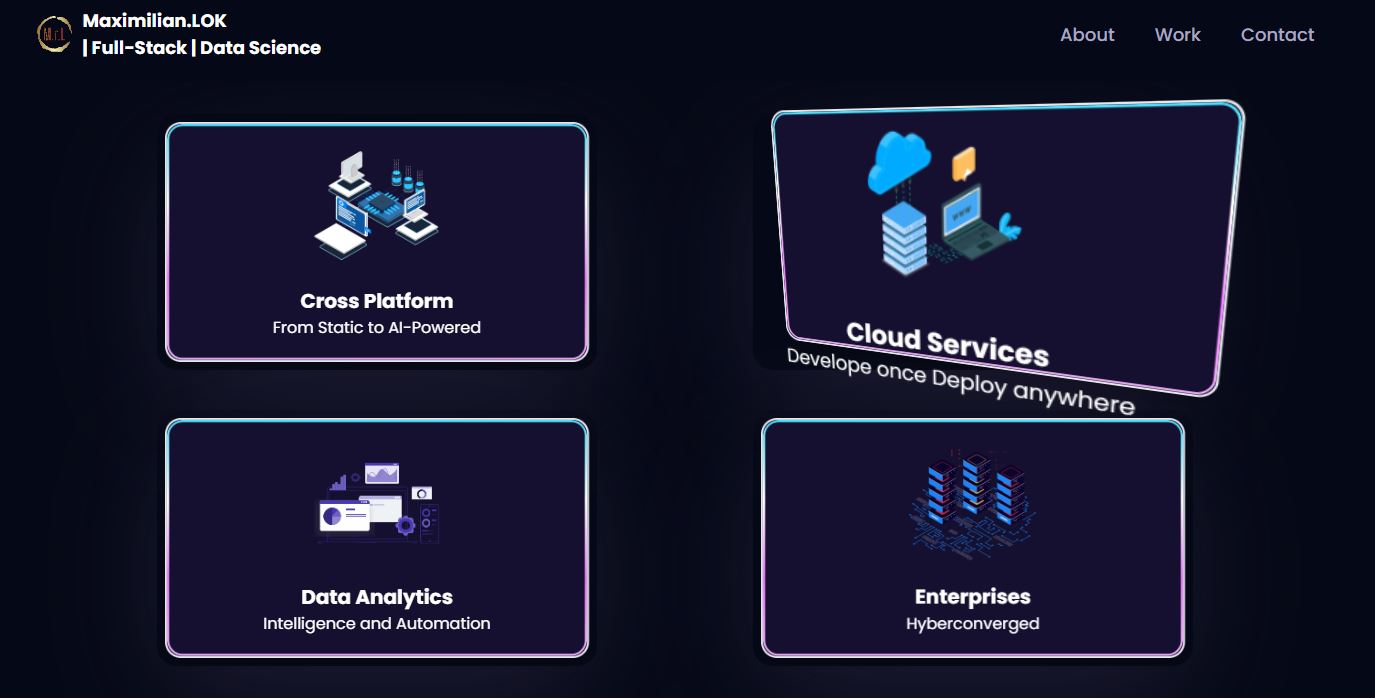 Maximilian.LOK
| Full-Stack | Data Science
About
Work
Contact
Cross Platform
From Static to AI-Powered
WWW
Cloud Services
Develope once Deploy anywhere
Data Analytics
Intelligence and Automation
Enterprises
Hyberconverged